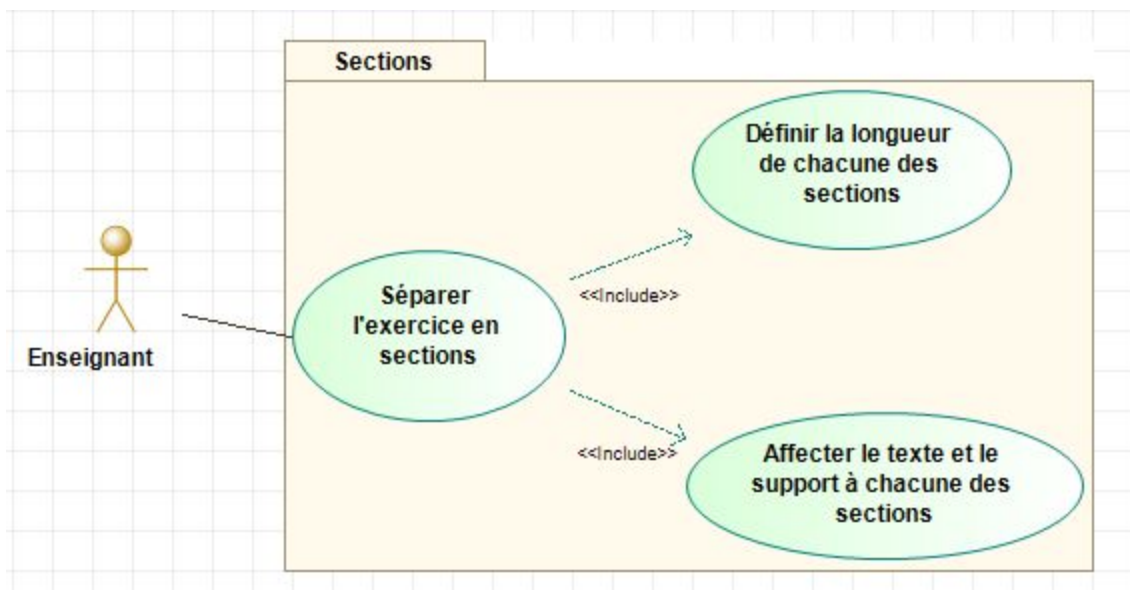 Sections
Définir la longueur
de chacune des
sections
<<Include>>
Séparer
l'exercice en
sections
Enseignant
<<Include>>
Affecter le texte et le
support à chacune des
sections